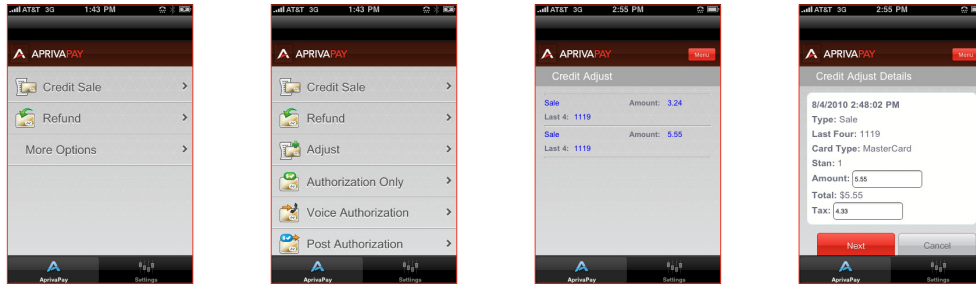 AT&T 3G 1:43 PM
APRIVAPAY
Credit Sale
Refund
More Options
AprivaPay Settings
AT&T 3G 1:43 PM
APRIVAPAY
Credit Sale
Refund
Adjust
Authorization Only
Voice Authorization
Post Authorization
AprivaPay Settings
AT&T 3G 2:55 PM
APRIVAPAY Menu
Credit Adjust
Sale Amount: 3.24
Last 4: 1119
Sale Amount: 5.55
Last 4: 1119
AprivaPay Settings
AT&T 3G 2:55 PM
APRIVAPAY Menu
Credit Adjust Details
8/4/2010 2:48:02 PM
Type: Sale
Last Four: 1119
Card Type: MasterCard
Stan: 1
Amount: 5.55
Total: $5.55
Tax: 4.33
Next Cancel
AprivaPay Settings